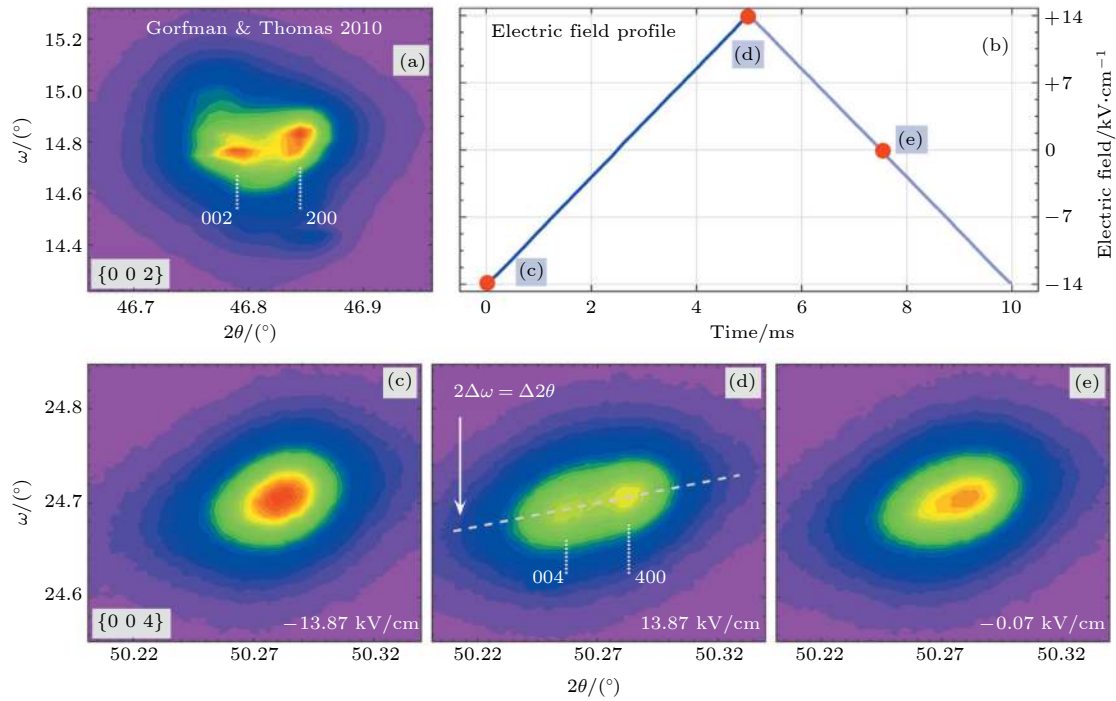 Gorfman & Thomas 2010
(a)
15.2
15.0
14.8
14.6
14.4
ω/(°)
002
200
{0 0 2}
46.7
46.8
46.9
2θ/(°)
Electric field profile
(b)
(d)
(e)
(c)
+14
+7
0
−7
−14
Electric field/kV·cm−1
0
2
4
6
8
10
Time/ms
(c)
24.8
24.7
24.6
ω/(°)
{0 0 4}
−13.87 kV/cm
50.22
50.27
50.32
(d)
2Δω = Δ2θ
004
400
13.87 kV/cm
50.22
50.27
50.32
2θ/(°)
(e)
−0.07 kV/cm
50.22
50.27
50.32